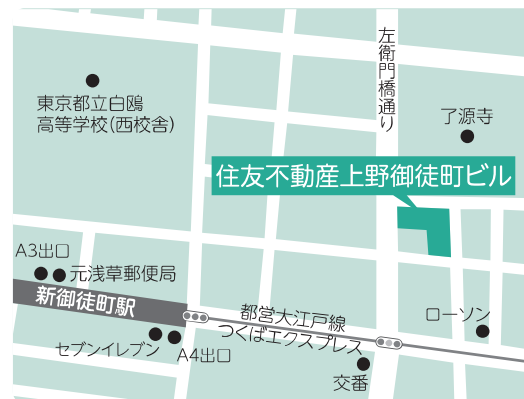 左衛門橋通り
東京都立白鴎
高等学校(西校舎)
了源寺
住友不動産上野御徒町ビル
A3出口
元浅草郵便局
新御徒町駅
都営大江戸線
つくばエクスプレス
ローソン
セブンイレブン
A4出口
交番